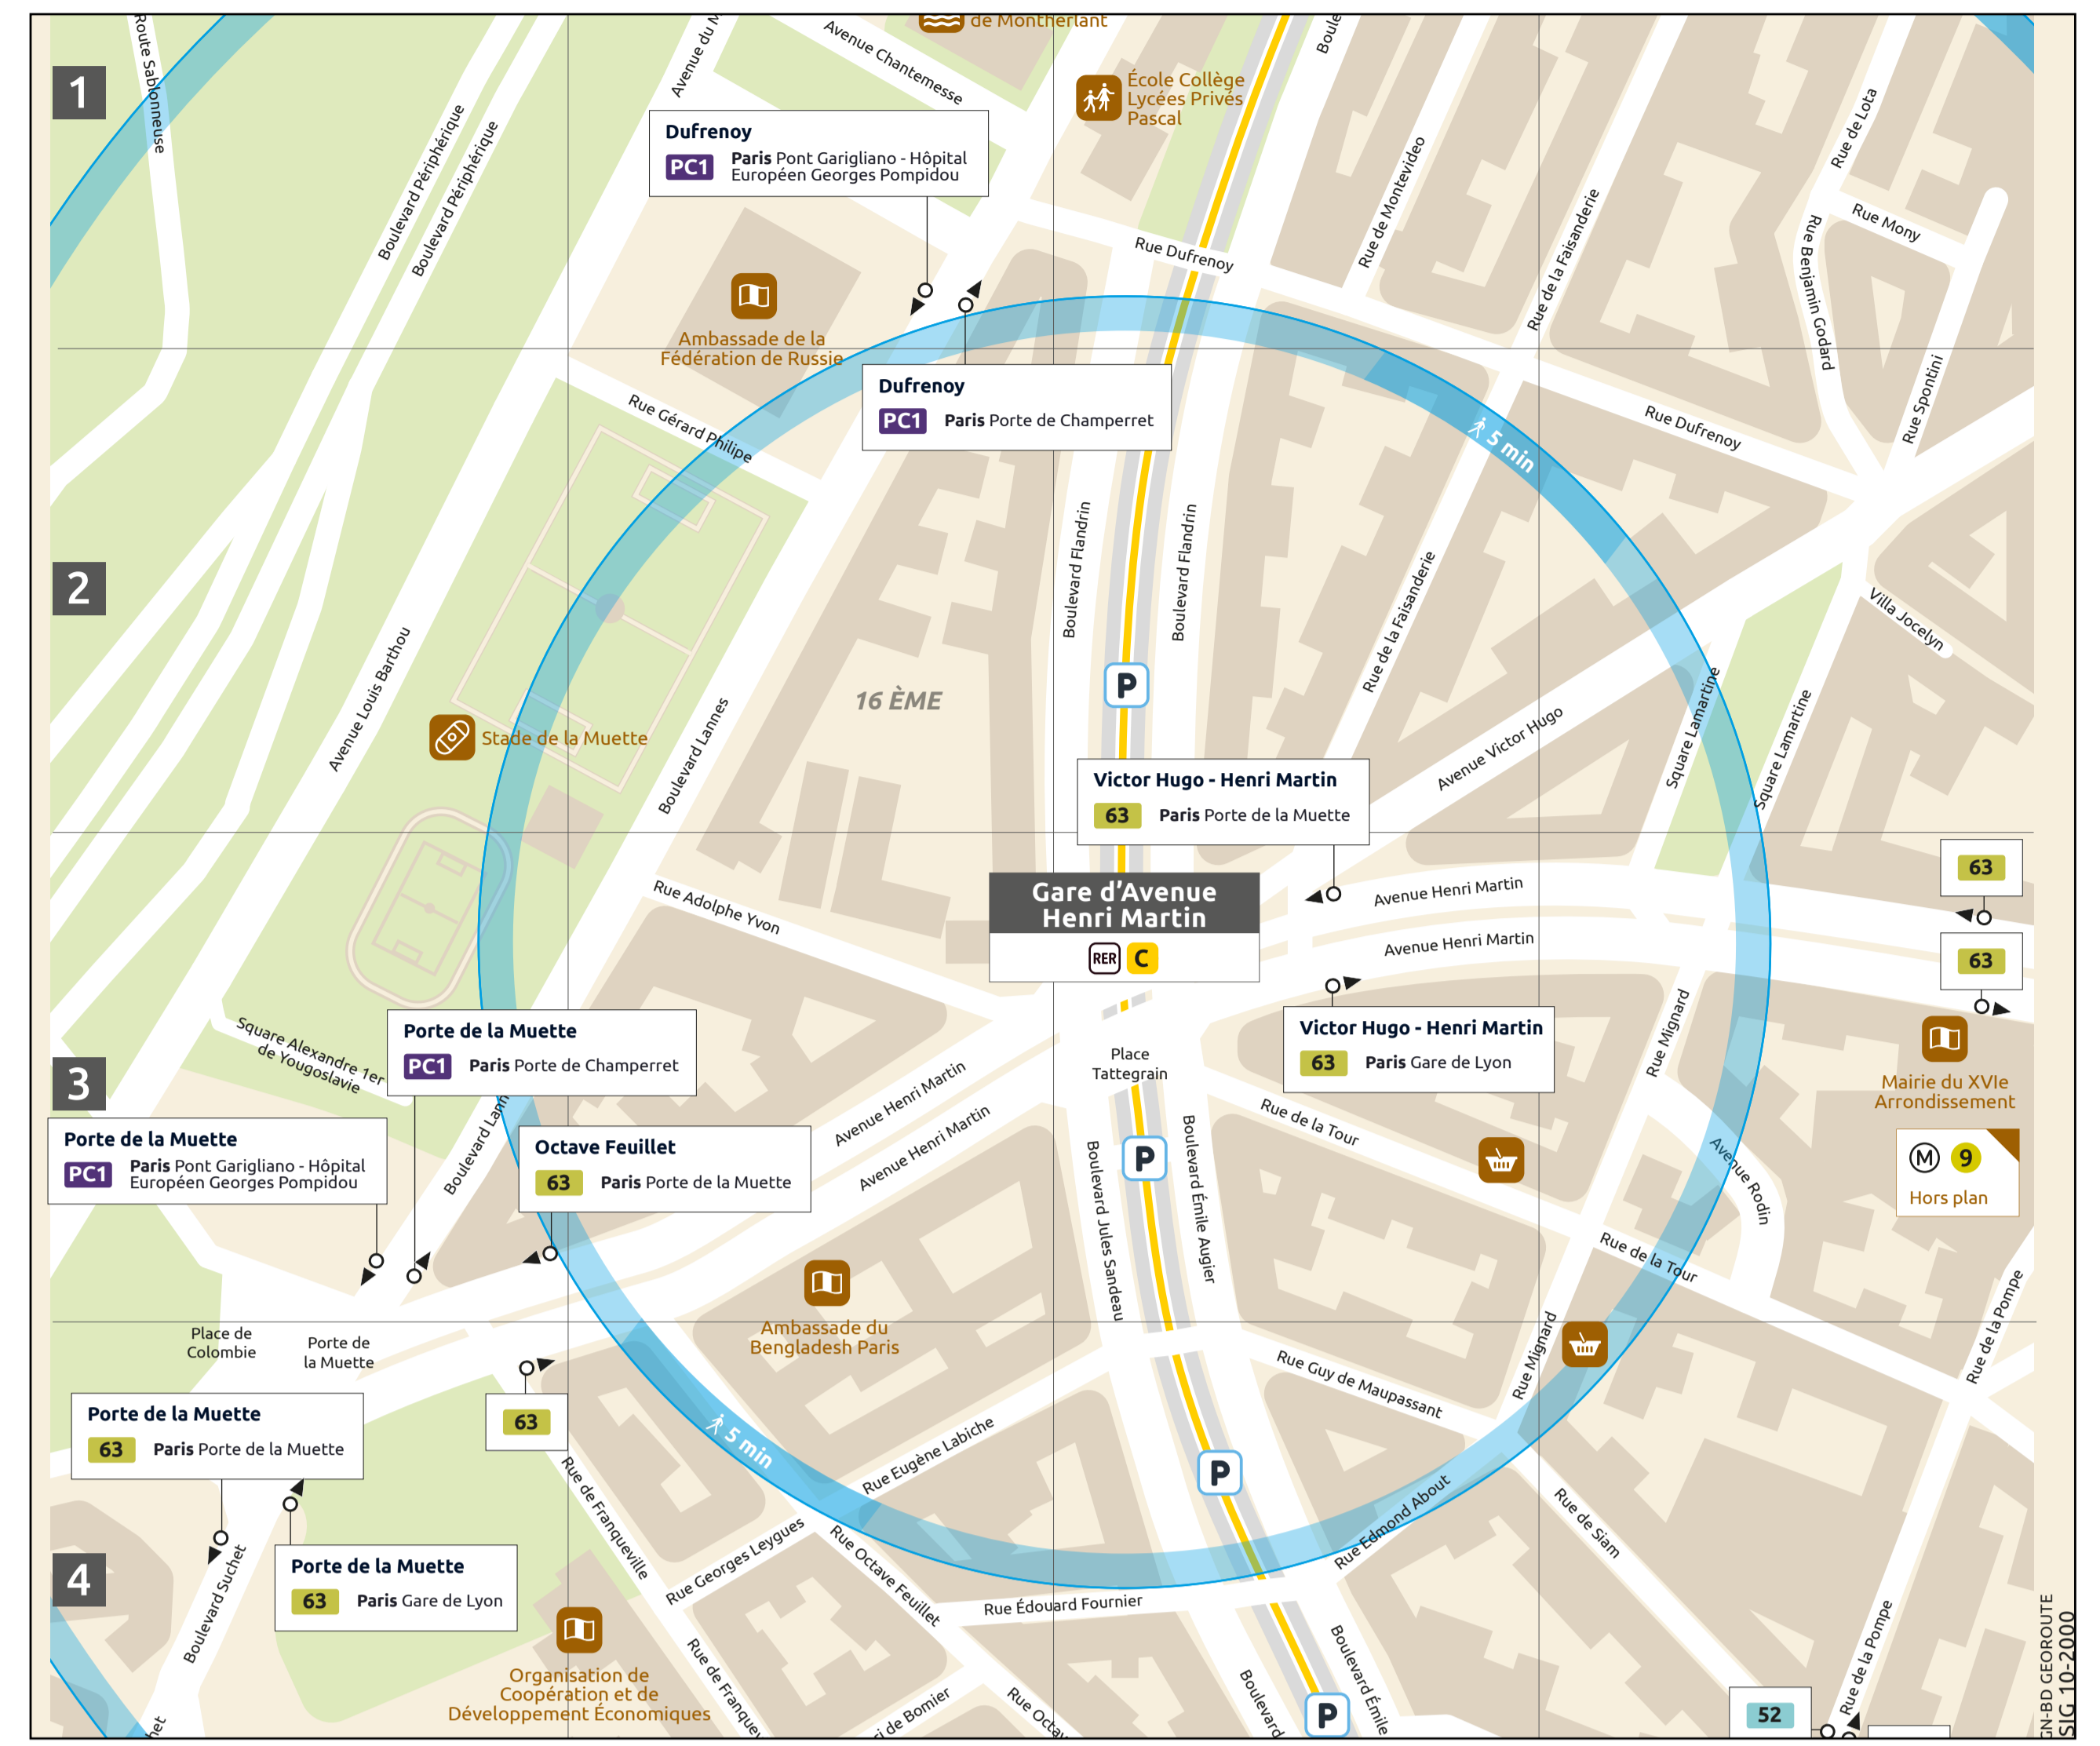 1
Route Sablonneuse
Boulevard Périphérique
Boulevard Périphérique
Avenue Chantemesse
de Montherlant
École Collège
Lycées Privés
Pascal
Dufrenoy
PC1 Paris Pont Garigliano - Hôpital
Européen Georges Pompidou
Rue Dufrenoy
Rue de Montevideo
Rue de la Faisanderie
Rue de Lota
Rue Mony
Rue Benjamin Godard
Rue Spontini
Ambassade de la
Fédération de Russie
Dufrenoy
PC1 Paris Porte de Champerret
Rue Gérard Philipe
5 min
Rue Dufrenoy
2
Boulevard Flandrin
Boulevard Flandrin
Rue de la Faisanderie
Villa Jocelyn
Avenue Louis Barthou
16 ÈME
P
Stade de la Muette
Boulevard Lannes
Avenue Victor Hugo
Square Lamartine
Square Lamartine
Victor Hugo - Henri Martin
63 Paris Porte de la Muette
Rue Adolphe Yvon
Gare d'Avenue
Henri Martin
RER C
Avenue Henri Martin
Avenue Henri Martin
63
63
Square Alexandre 1er
de Yougoslavie
Porte de la Muette
PC1 Paris Porte de Champerret
Place
Tattegrain
Victor Hugo - Henri Martin
63 Paris Gare de Lyon
Rue Mignard
Mairie du XVIe
Arrondissement
3
Porte de la Muette
PC1 Paris Pont Garigliano - Hôpital
Européen Georges Pompidou
Boulevard Lann
Octave Feuillet
63 Paris Porte de la Muette
Avenue Henri Martin
Avenue Henri Martin
Boulevard Jules Sandeau
P
Boulevard Émile Augier
Rue de la Tour
Avenue Rodin
M 9
Hors plan
Rue de la Tour
Rue de la Pompe
Place de
Colombie
Porte de
la Muette
Ambassade du
Bengladesh Paris
Rue Guy de Maupassant
Rue Mignard
Porte de la Muette
63 Paris Porte de la Muette
63
5 min
Rue Eugène Labiche
P
Rue Edmond About
Rue de Siam
4
Boulevard Suchet
Porte de la Muette
63 Paris Gare de Lyon
Rue de Franqueville
Rue Georges Leygues
Rue Octave Feuillet
Rue Édouard Fournier
Organisation de
Coopération et de
Développement Économiques
Rue de Franquev
ri de Bomier
Rue Octav
Boulevard
P
Boulevard Émile
52
Rue de la Pompe
Avenue du M
Boule
het
GN-BD GEOROUTE
SIG 10-2000